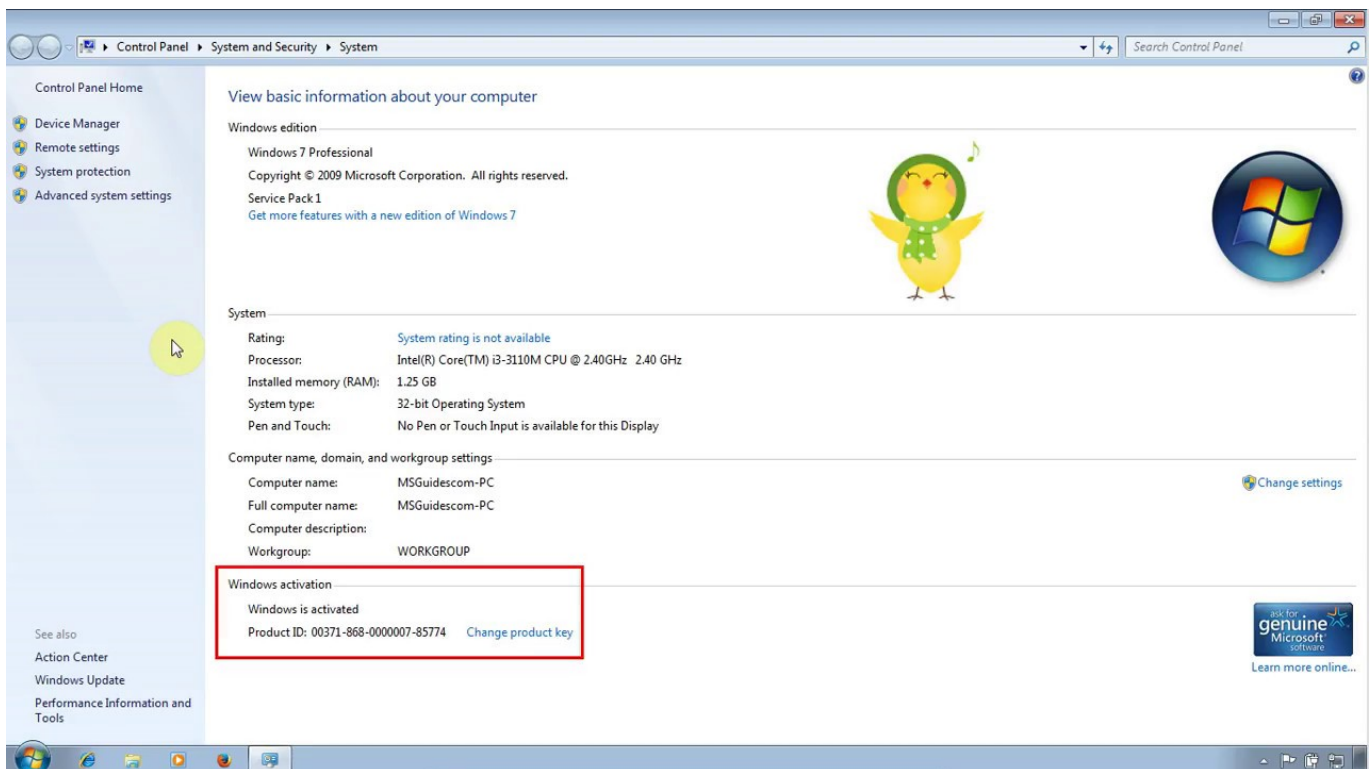 Control Panel ▸ System and Security ▸ System
Search Control Panel
Control Panel Home
Device Manager
Remote settings
System protection
Advanced system settings
View basic information about your computer
Windows edition
Windows 7 Professional
Copyright © 2009 Microsoft Corporation. All rights reserved.
Service Pack 1
Get more features with a new edition of Windows 7
System
Rating: System rating is not available
Processor: Intel(R) Core(TM) i3-3110M CPU @ 2.40GHz 2.40 GHz
Installed memory (RAM): 1.25 GB
System type: 32-bit Operating System
Pen and Touch: No Pen or Touch Input is available for this Display
Computer name, domain, and workgroup settings
Computer name: MSGuidescom-PC
Change settings
Full computer name: MSGuidescom-PC
Computer description:
Workgroup: WORKGROUP
Windows activation
Windows is activated
Product ID: 00371-868-0000007-85774 Change product key
ask for
genuine
Microsoft
software
Learn more online...
See also
Action Center
Windows Update
Performance Information and
Tools